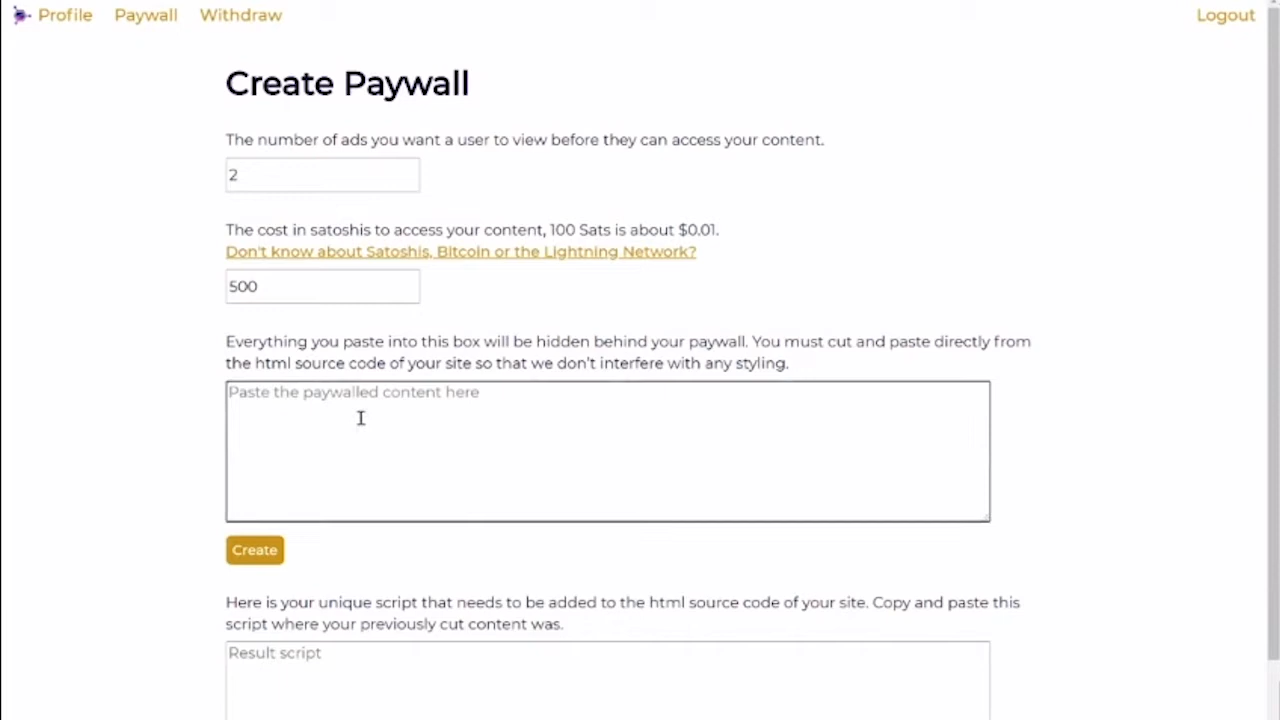 Profile Paywall Withdraw Logout
Create Paywall
The number of ads you want a user to view before they can access your content.
2
The cost in satoshis to access your content, 100 Sats is about $0.01.
Don't know about Satoshis, Bitcoin or the Lightning Network?
500
Everything you paste into this box will be hidden behind your paywall. You must cut and paste directly from
the html source code of your site so that we don't interfere with any styling.
Paste the paywalled content here
Create
Here is your unique script that needs to be added to the html source code of your site. Copy and paste this
script where your previously cut content was.
Result script